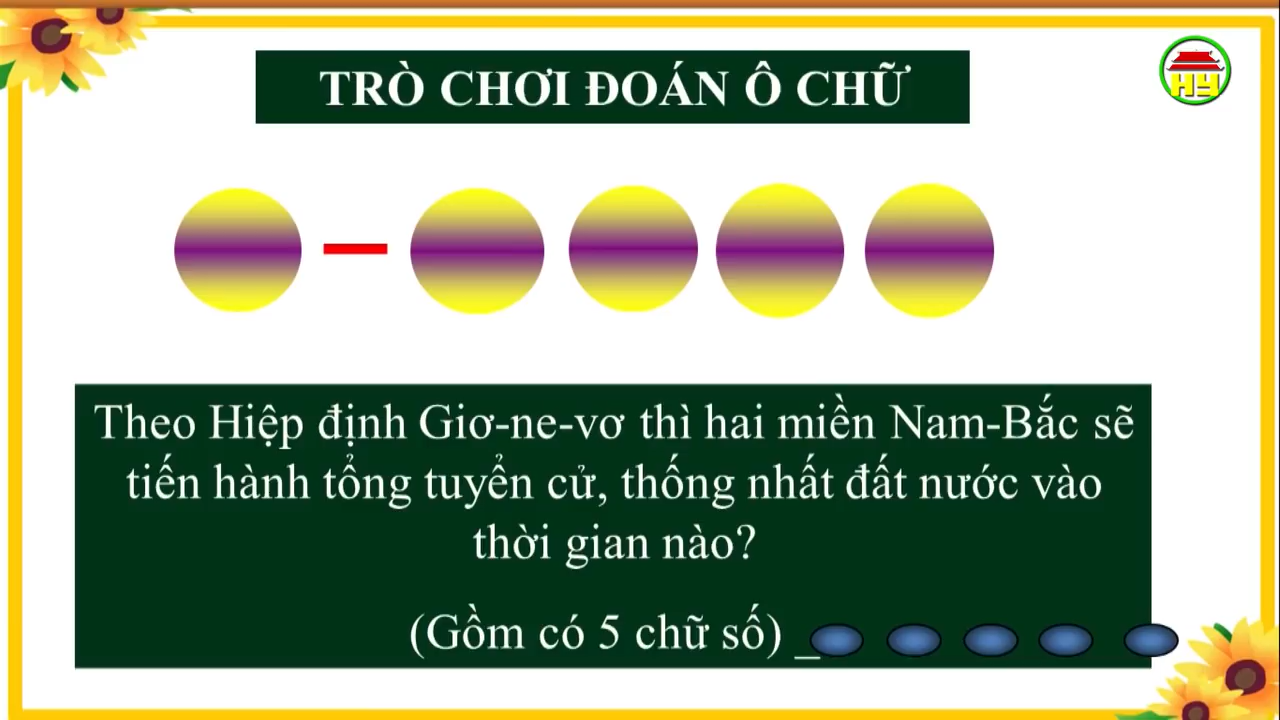 TRÒ CHƠI ĐOÁN Ô CHỮ
HY
Theo Hiệp định Giơ-ne-vơ thì hai miền Nam-Bắc sẽ
tiến hành tổng tuyển cử, thống nhất đất nước vào
thời gian nào?
(Gồm có 5 chữ số) _